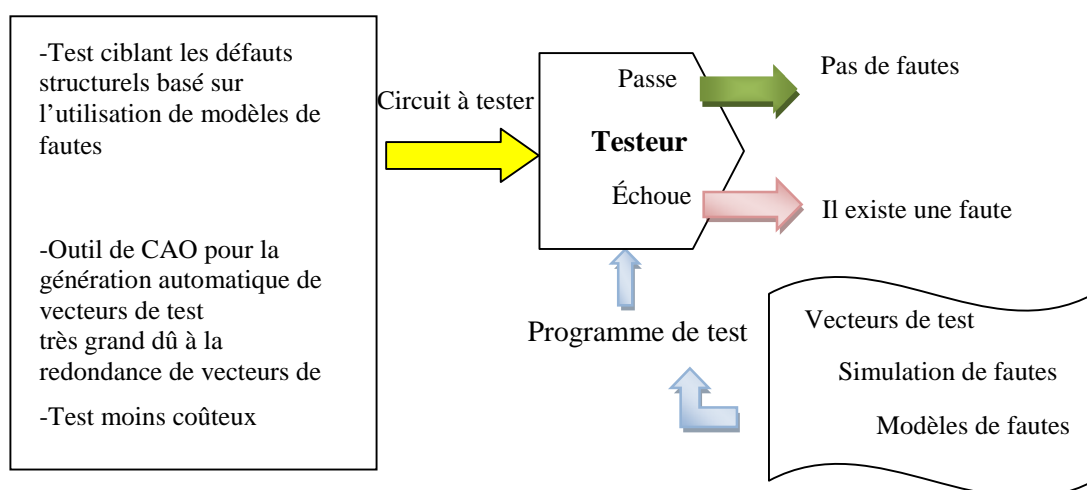 -Test ciblant les défauts
structurels basé sur
l’utilisation de modèles de
fautes
-Outil de CAO pour la
génération automatique de
vecteurs de test
très grand dû à la
redondance de vecteurs de
-Test moins coûteux
Circuit à tester
Passe
Testeur
Échoue
Pas de fautes
Il existe une faute
Programme de test
Vecteurs de test
Simulation de fautes
Modèles de fautes